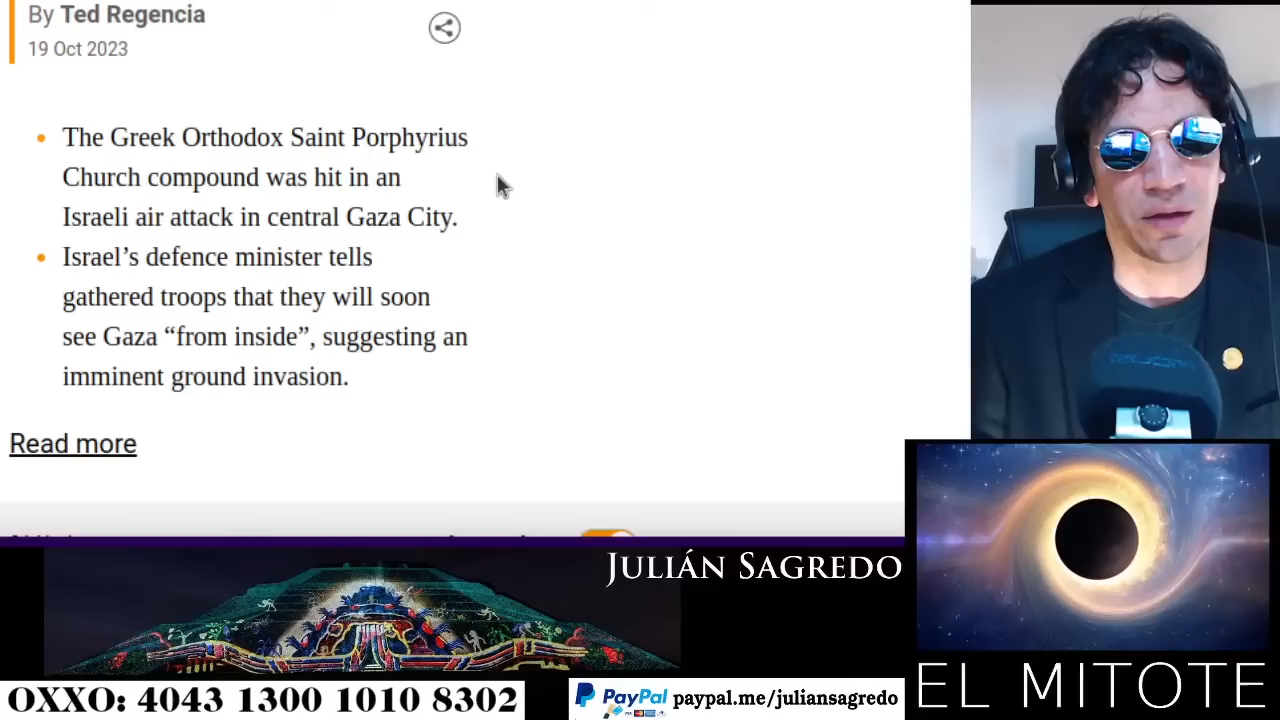 By Ted Regencia
19 Oct 2023
• The Greek Orthodox Saint Porphyrius
Church compound was hit in an
Israeli air attack in central Gaza City.
• Israel’s defence minister tells
gathered troops that they will soon
see Gaza “from inside”, suggesting an
imminent ground invasion.
Read more
JULIÁN SAGREDO
EL MITOTE
OXXO: 4043 1300 1010 8302
PayPal paypal.me/juliansagredo